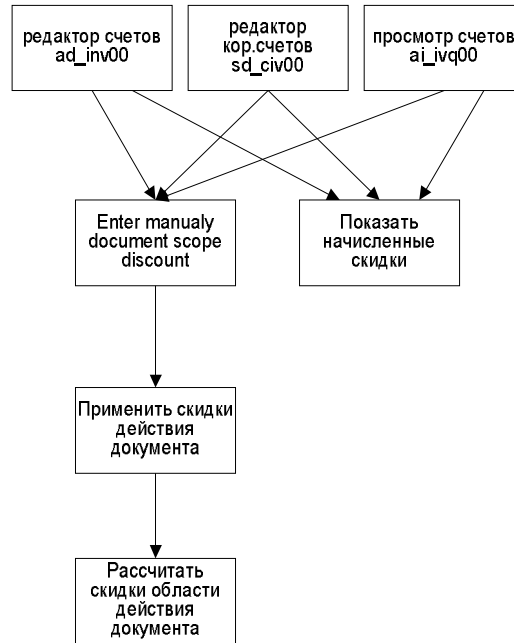 редактор счетов
ad_inv00
редактор
кор.счетов
sd_civ00
просмотр счетов
ai_ivq00
Enter manualy
document scope
discount
Показать
начисленные
скидки
Применить скидки
действия
документа
Рассчитать
скидки области
действия
документа